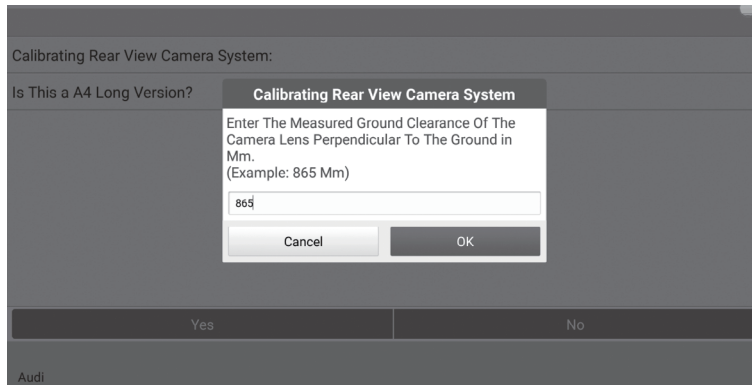 Calibrating Rear View Camera System:
Is This a A4 Long Version?
Calibrating Rear View Camera System
Enter The Measured Ground Clearance Of The
Camera Lens Perpendicular To The Ground in
Mm.
(Example: 865 Mm)
865
Cancel
OK
Yes
No
Audi